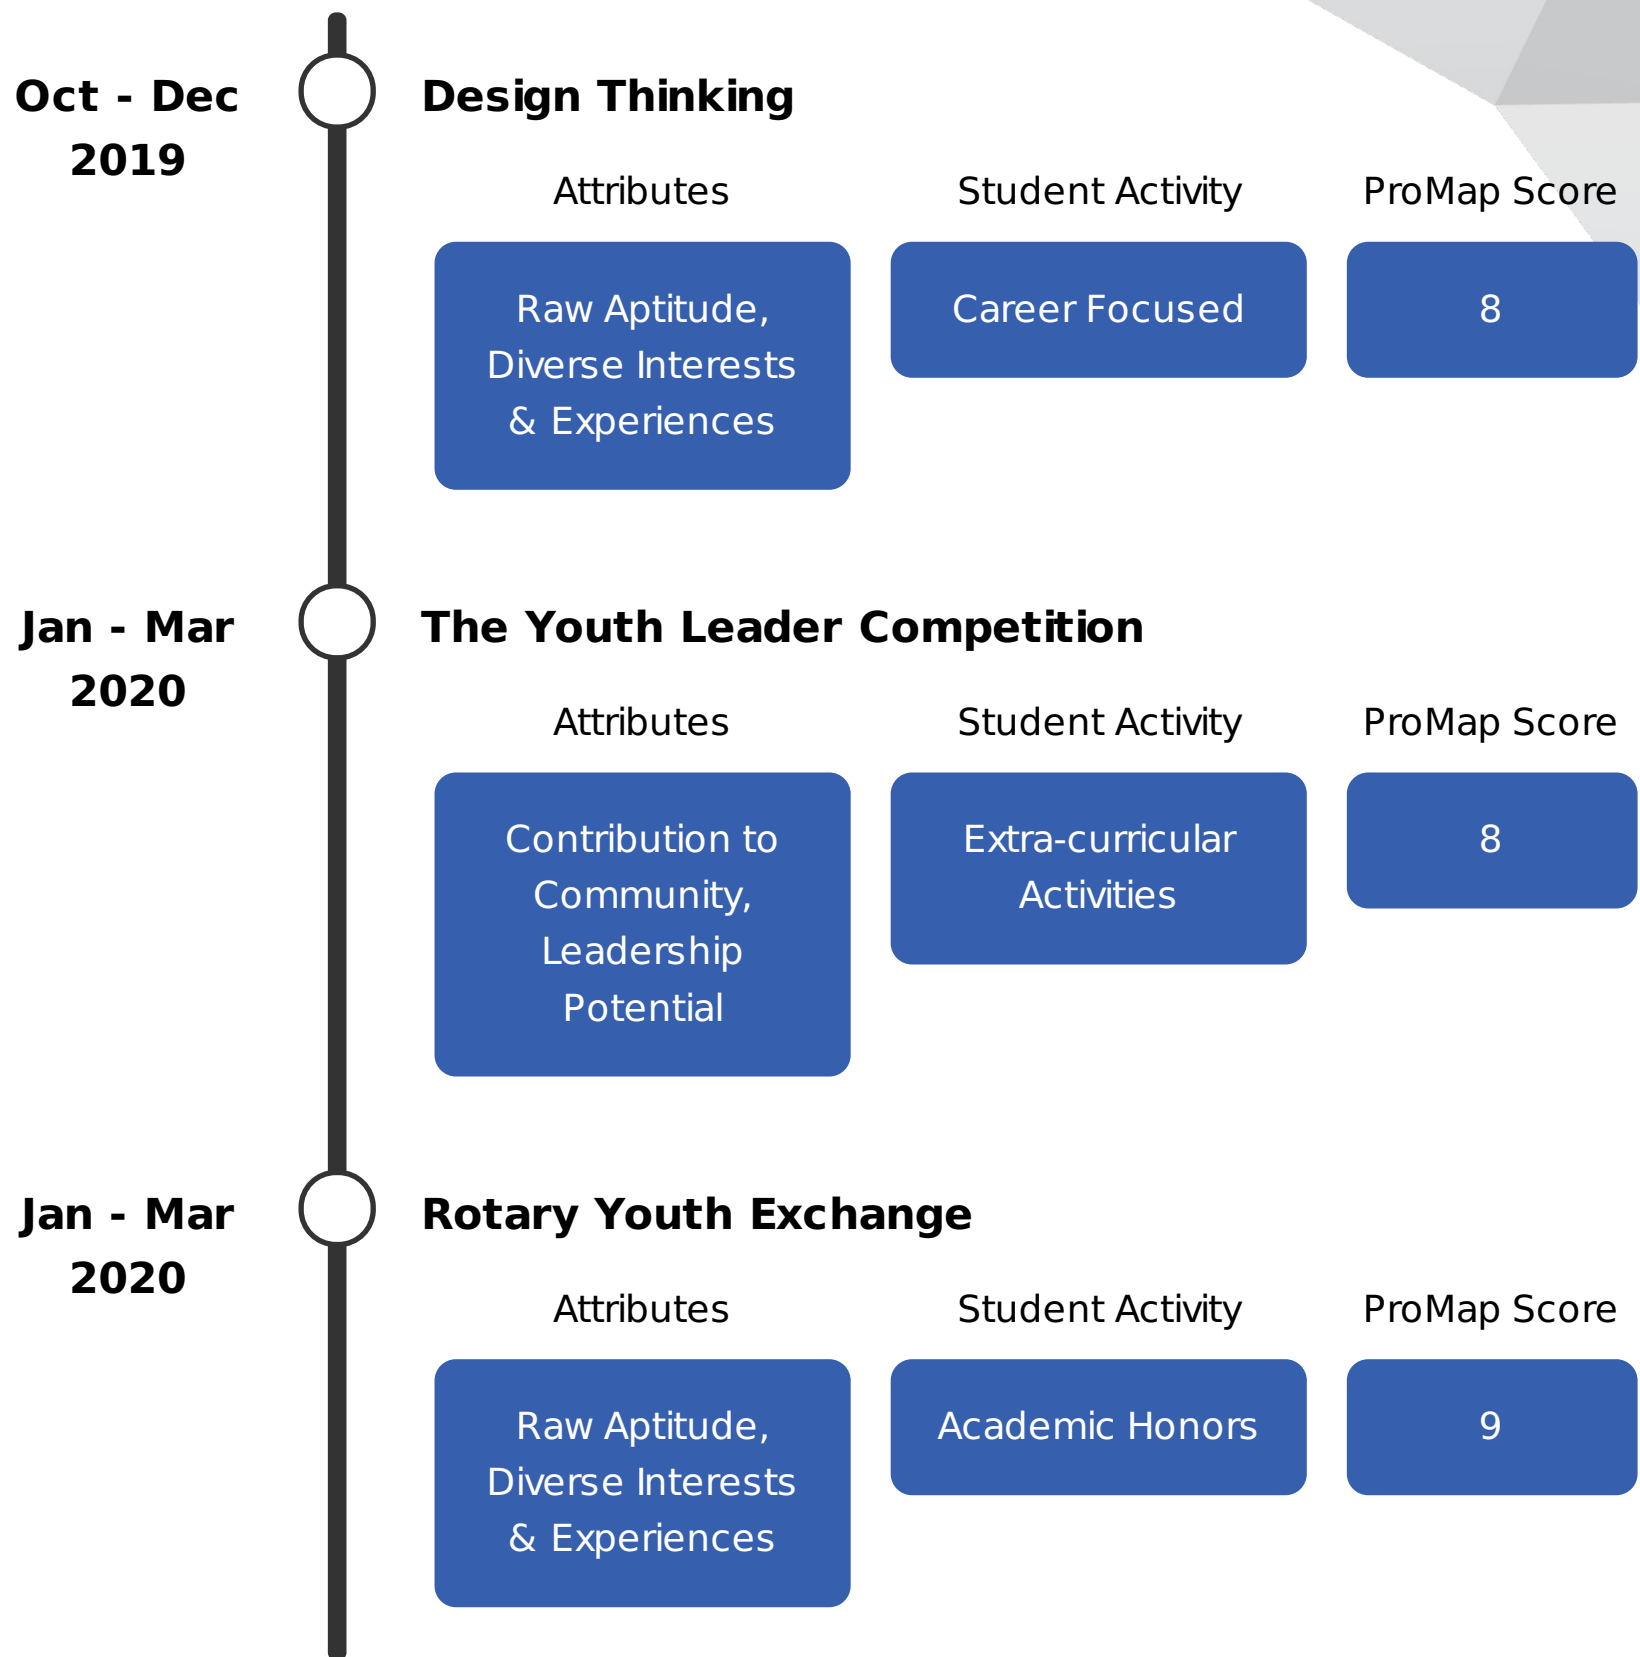 Oct - Dec
2019
Design Thinking
Attributes
Student Activity
ProMap Score
Raw Aptitude,
Diverse Interests
& Experiences
Career Focused
8
Jan - Mar
2020
The Youth Leader Competition
Attributes
Student Activity
ProMap Score
Contribution to
Community,
Leadership
Potential
Extra-curricular
Activities
8
Jan - Mar
2020
Rotary Youth Exchange
Attributes
Student Activity
ProMap Score
Raw Aptitude,
Diverse Interests
& Experiences
Academic Honors
9